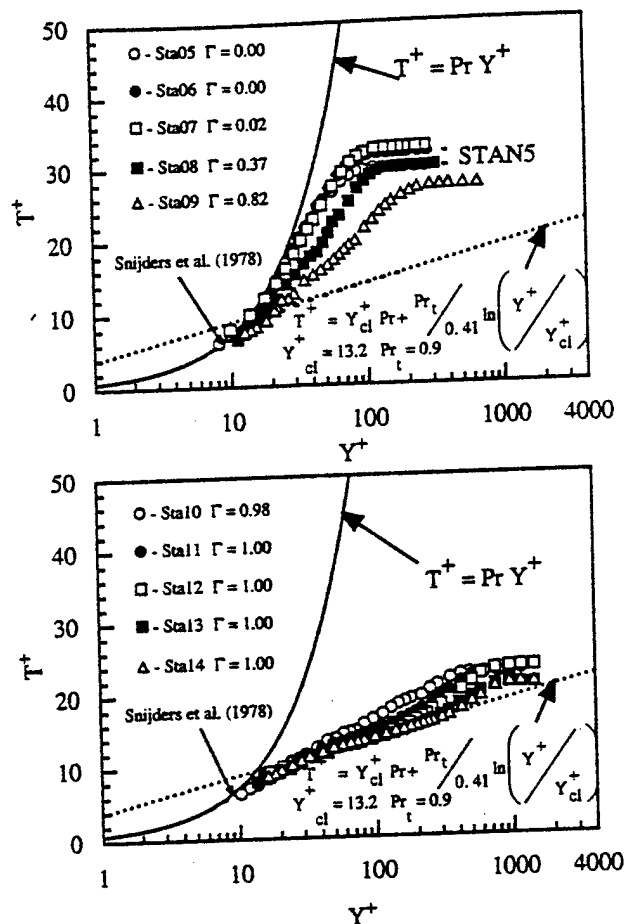 50
○ - Sta05 Γ = 0.00
● - Sta06 Γ = 0.00
□ - Sta07 Γ = 0.02
■ - Sta08 Γ = 0.37
△ - Sta09 Γ = 0.82
T+ = Pr Y+
40
30
STAN5
T+
20
Snijders et al. (1978)
10
T+ = Y+cl Pr + Prt / 0.41 ln ( Y+ / Y+cl )
Y+cl = 13.2 Prt = 0.9
0
1 10 100 1000 4000
Y+
50
○ - Sta10 Γ = 0.98
● - Sta11 Γ = 1.00
□ - Sta12 Γ = 1.00
■ - Sta13 Γ = 1.00
△ - Sta14 Γ = 1.00
T+ = Pr Y+
40
30
T+
20
Snijders et al. (1978)
10
T+ = Y+cl Pr + Prt / 0.41 ln ( Y+ / Y+cl )
Y+cl = 13.2 Prt = 0.9
0
1 10 100 1000 4000
Y+